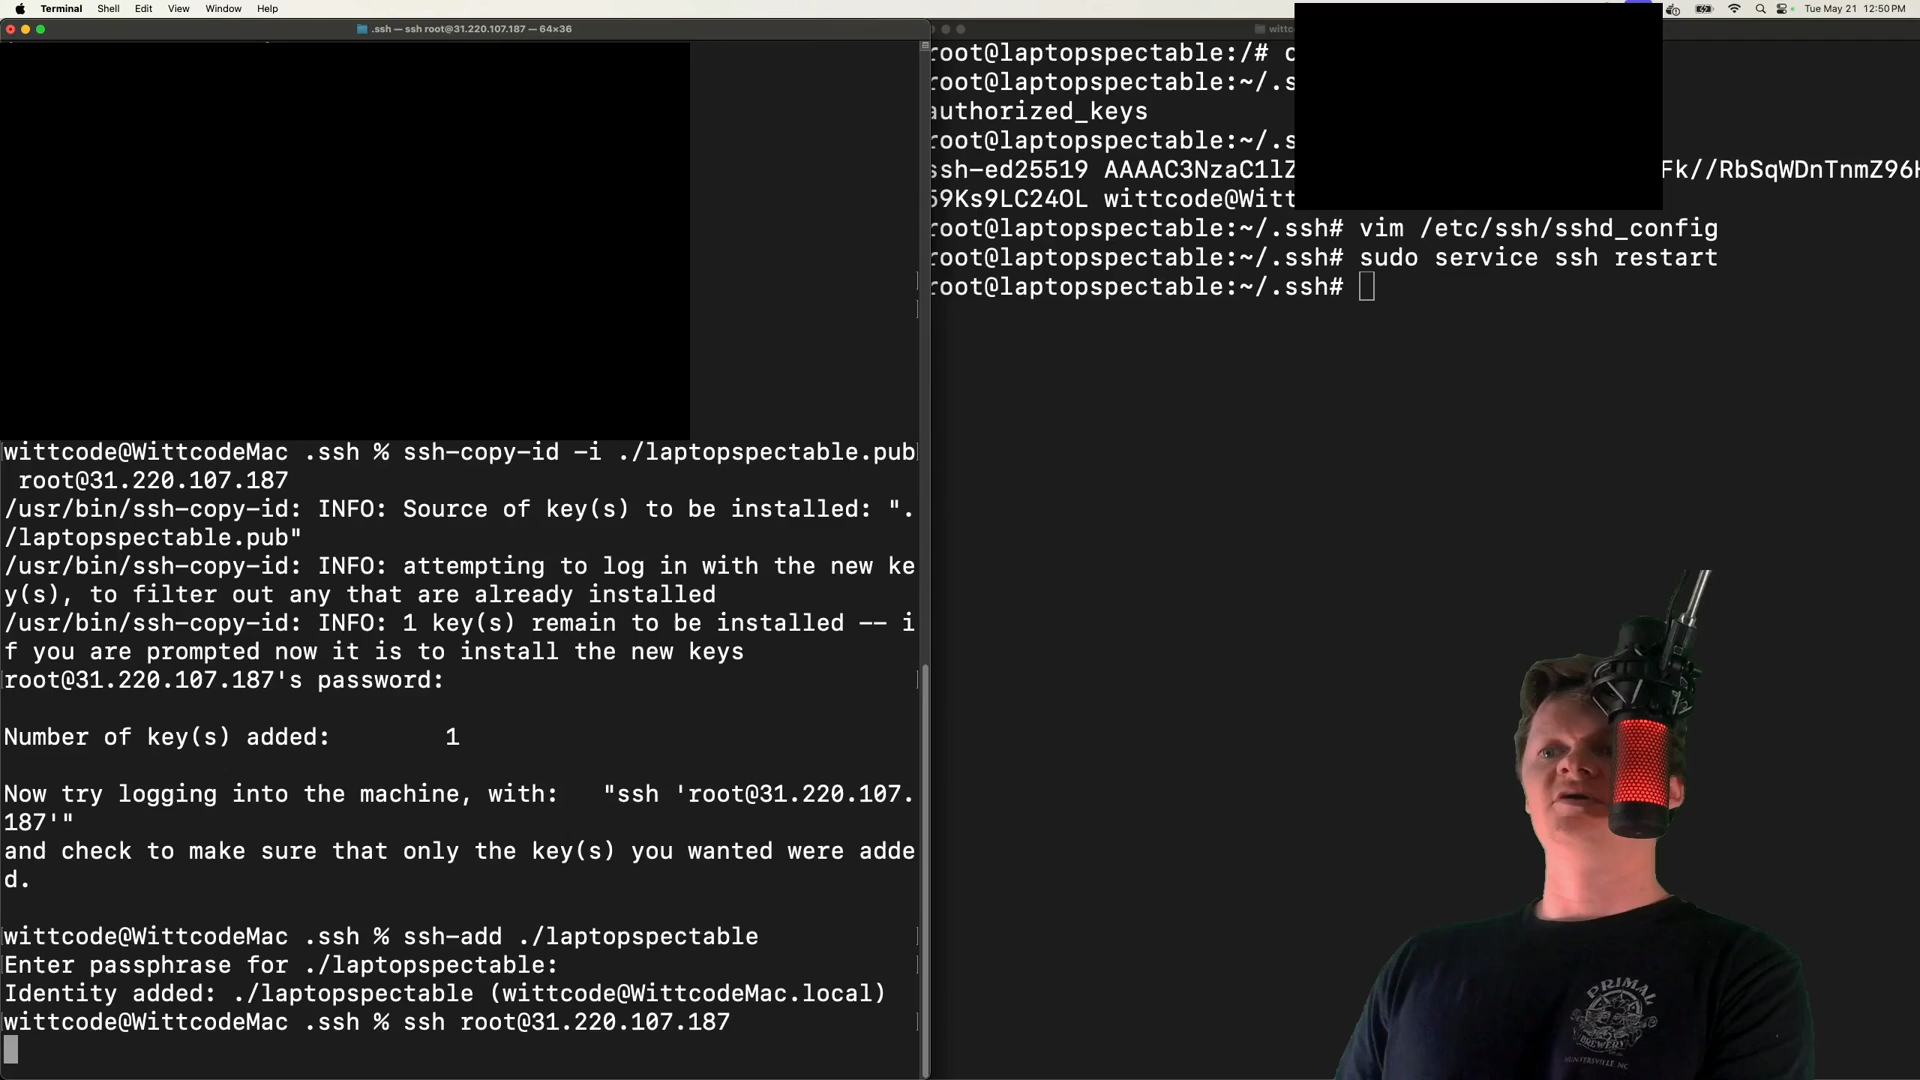 Terminal Shell Edit View Window Help
Tue May 21 12:50 PM
.ssh — ssh root@31.220.107.187 — 64×36
wittcode@WittcodeMac .ssh % ssh-copy-id -i ./laptopspectable.pub
root@31.220.107.187
/usr/bin/ssh-copy-id: INFO: Source of key(s) to be installed: ".
/laptopspectable.pub"
/usr/bin/ssh-copy-id: INFO: attempting to log in with the new ke
y(s), to filter out any that are already installed
/usr/bin/ssh-copy-id: INFO: 1 key(s) remain to be installed -- i
f you are prompted now it is to install the new keys
root@31.220.107.187's password:
Number of key(s) added: 1
Now try logging into the machine, with: "ssh 'root@31.220.107.
187'"
and check to make sure that only the key(s) you wanted were adde
d.
wittcode@WittcodeMac .ssh % ssh-add ./laptopspectable
Enter passphrase for ./laptopspectable:
Identity added: ./laptopspectable (wittcode@WittcodeMac.local)
wittcode@WittcodeMac .ssh % ssh root@31.220.107.187
wittc
root@laptopspectable:/# c
root@laptopspectable:~/.s
authorized_keys
root@laptopspectable:~/.s
ssh-ed25519 AAAAC3NzaC1lZ Fk//RbSqWDnTnmZ96H
59Ks9LC24OL wittcode@Witt
root@laptopspectable:~/.ssh# vim /etc/ssh/sshd_config
root@laptopspectable:~/.ssh# sudo service ssh restart
root@laptopspectable:~/.ssh#
PRIMAL
BREWERY
HUNTERSVILLE NC